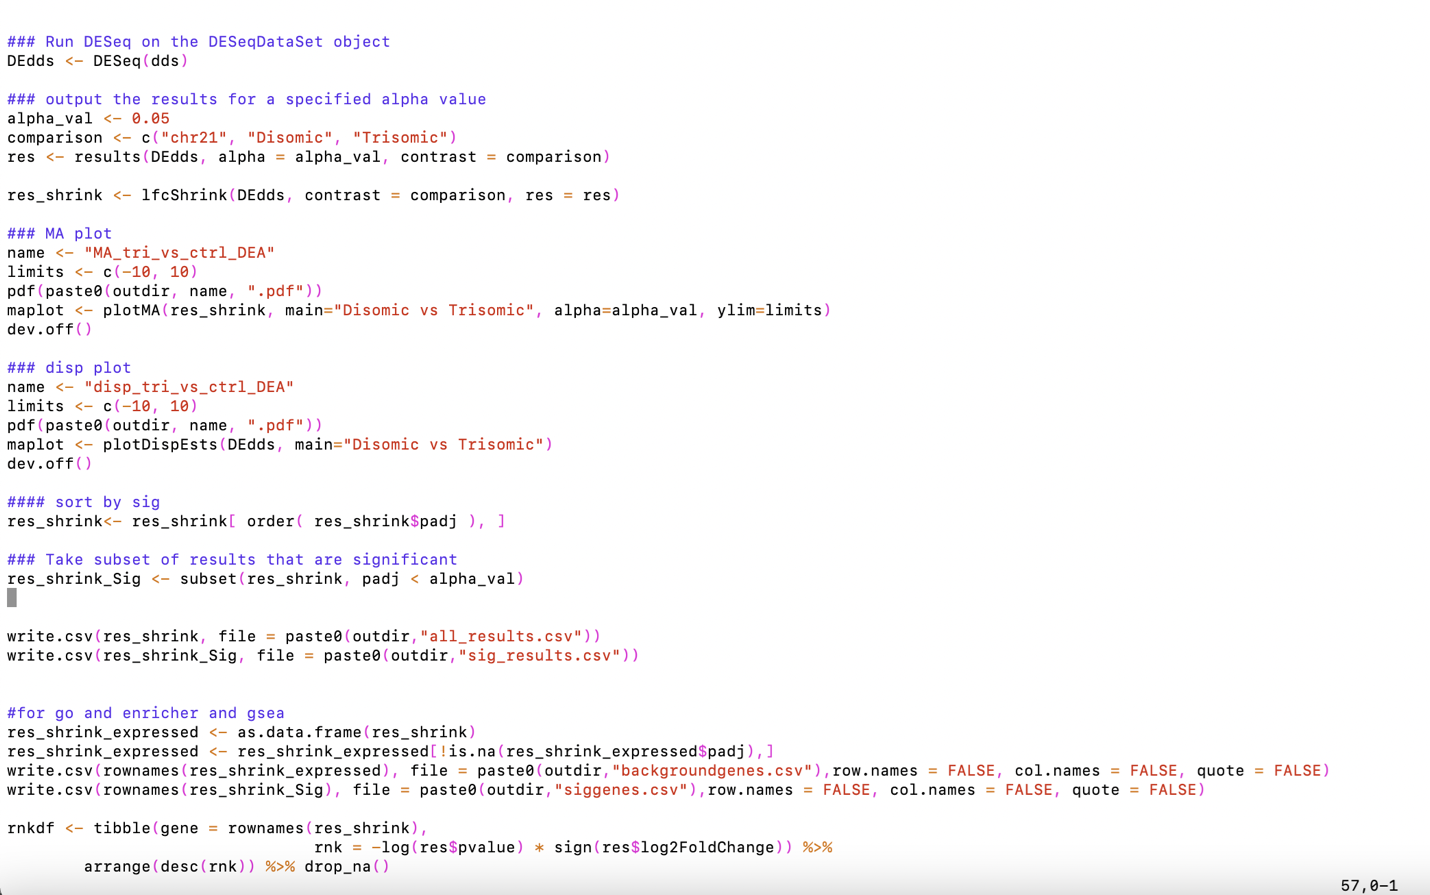 ### Run DESeq on the DESeqDataSet object
DEdds <- DESeq(dds)
### output the results for a specified alpha value
alpha_val <- 0.05
comparison <- c("chr21", "Disomic", "Trisomic")
res <- results(DEdds, alpha = alpha_val, contrast = comparison)
res_shrink <- lfcShrink(DEdds, contrast = comparison, res = res)
### MA plot
name <- "MA_tri_vs_ctrl_DEA"
limits <- c(-10, 10)
pdf(paste0(outdir, name, ".pdf"))
maplot <- plotMA(res_shrink, main="Disomic vs Trisomic", alpha=alpha_val, ylim=limits)
dev.off()
### disp plot
name <- "disp_tri_vs_ctrl_DEA"
limits <- c(-10, 10)
pdf(paste0(outdir, name, ".pdf"))
maplot <- plotDispEsts(DEdds, main="Disomic vs Trisomic")
dev.off()
#### sort by sig
res_shrink<- res_shrink[ order( res_shrink$padj ), ]
### Take subset of results that are significant
res_shrink_Sig <- subset(res_shrink, padj < alpha_val)
write.csv(res_shrink, file = paste0(outdir,"all_results.csv"))
write.csv(res_shrink_Sig, file = paste0(outdir,"sig_results.csv"))
#for go and enricher and gsea
res_shrink_expressed <- as.data.frame(res_shrink)
res_shrink_expressed <- res_shrink_expressed[!is.na(res_shrink_expressed$padj),]
write.csv(rownames(res_shrink_expressed), file = paste0(outdir,"backgroundgenes.csv"),row.names = FALSE, col.names = FALSE, quote = FALSE)
write.csv(rownames(res_shrink_Sig), file = paste0(outdir,"siggenes.csv"),row.names = FALSE, col.names = FALSE, quote = FALSE)
rnkdf <- tibble(gene = rownames(res_shrink),
rnk = -log(res$pvalue) * sign(res$log2FoldChange)) %>%
arrange(desc(rnk)) %>% drop_na()
57,0-1